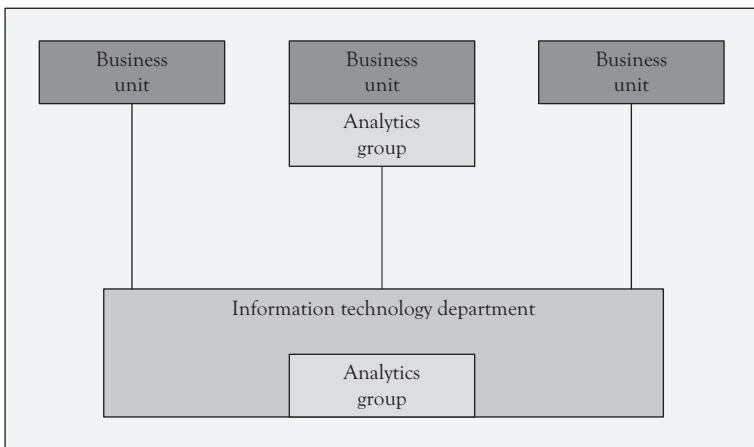 Business
unit
Business
unit
Business
unit
Analytics
group
Information technology department
Analytics
group